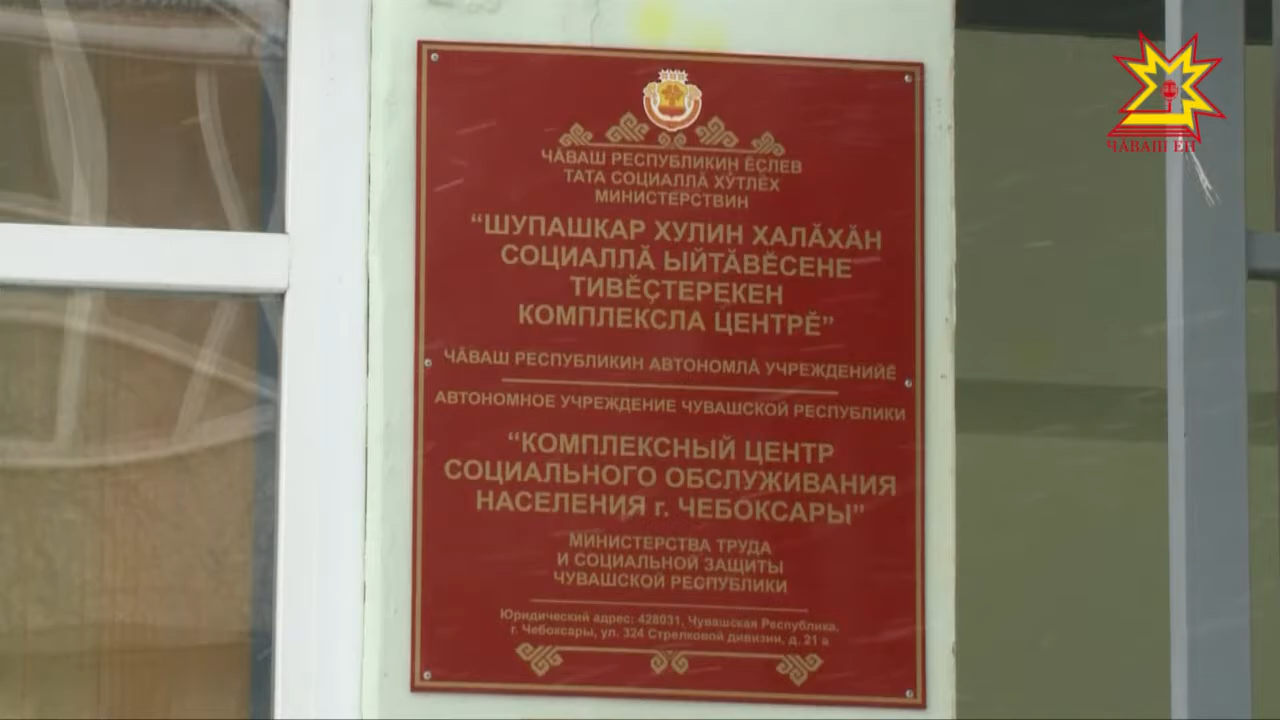 ЧӐВАШ ЕН
ЧӐВАШ РЕСПУБЛИКИН ӖҪЛЕВ
ТАТА СОЦИАЛЛӐ ХӲТЛӖХ
МИНИСТЕРСТВИН
“ШУПАШКАР ХУЛИН ХАЛӐХӐН
СОЦИАЛЛӐ ЫЙТӐВӖСЕНЕ
ТИВӖҪТЕРЕКЕН
КОМПЛЕКСЛА ЦЕНТРӖ”
ЧӐВАШ РЕСПУБЛИКИН АВТОНОМЛӐ УЧРЕЖДЕНИЙӖ
АВТОНОМНОЕ УЧРЕЖДЕНИЕ ЧУВАШСКОЙ РЕСПУБЛИКИ
“КОМПЛЕКСНЫЙ ЦЕНТР
СОЦИАЛЬНОГО ОБСЛУЖИВАНИЯ
НАСЕЛЕНИЯ г. ЧЕБОКСАРЫ”
МИНИСТЕРСТВА ТРУДА
И СОЦИАЛЬНОЙ ЗАЩИТЫ
ЧУВАШСКОЙ РЕСПУБЛИКИ
Юридический адрес: 428031, Чувашская Республика,
г. Чебоксары, ул. 324 Стрелковой дивизии, д. 21 а